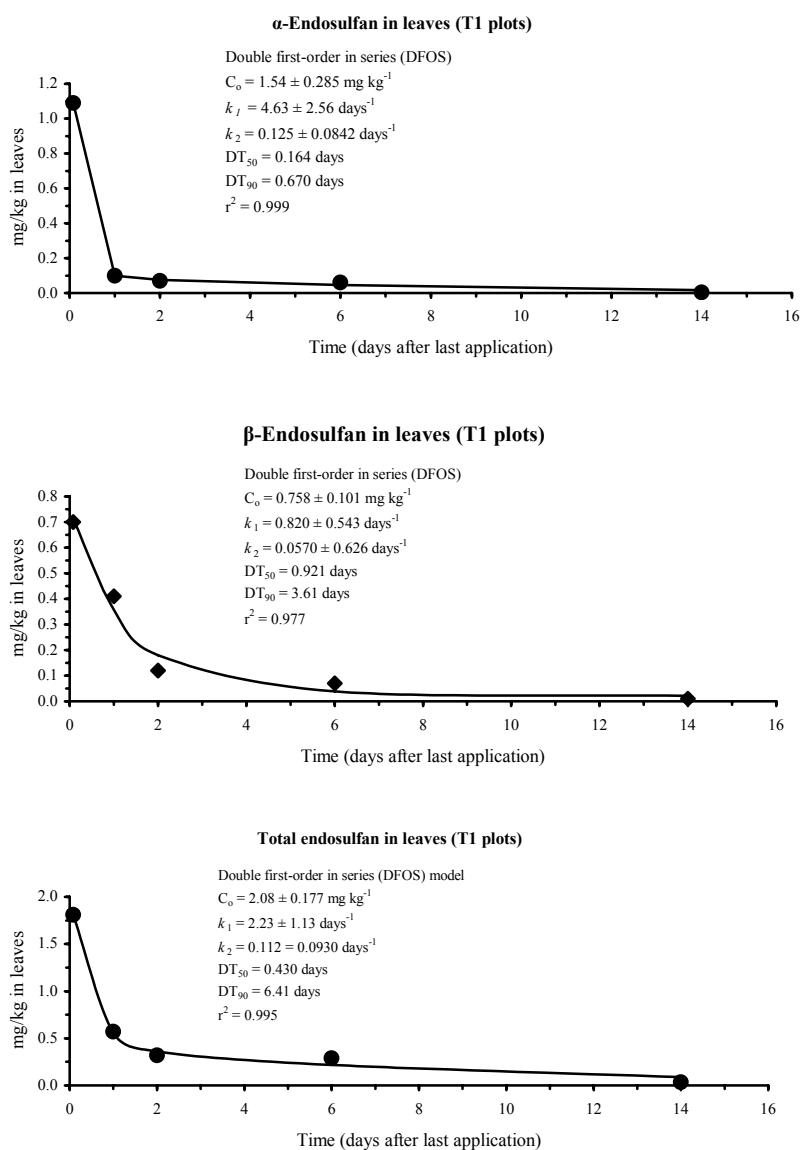 α-Endosulfan in leaves (T1 plots)
Double first-order in series (DFOS)
Cₒ = 1.54 ± 0.285 mg kg⁻¹
k₁ = 4.63 ± 2.56 days⁻¹
k₂ = 0.125 ± 0.0842 days⁻¹
DT₅₀ = 0.164 days
DT₉₀ = 0.670 days
r² = 0.999
1.2
1.0
0.8
0.6
0.4
0.2
0.0
mg/kg in leaves
0 2 4 6 8 10 12 14 16
Time (days after last application)
β-Endosulfan in leaves (T1 plots)
Double first-order in series (DFOS)
Cₒ = 0.758 ± 0.101 mg kg⁻¹
k₁ = 0.820 ± 0.543 days⁻¹
k₂ = 0.0570 ± 0.626 days⁻¹
DT₅₀ = 0.921 days
DT₉₀ = 3.61 days
r² = 0.977
0.8
0.7
0.6
0.5
0.4
0.3
0.2
0.1
0.0
mg/kg in leaves
0 2 4 6 8 10 12 14 16
Time (days after last application)
Total endosulfan in leaves (T1 plots)
Double first-order in series (DFOS) model
Cₒ = 2.08 ± 0.177 mg kg⁻¹
k₁ = 2.23 ± 1.13 days⁻¹
k₂ = 0.112 = 0.0930 days⁻¹
DT₅₀ = 0.430 days
DT₉₀ = 6.41 days
r² = 0.995
2.0
1.5
1.0
0.5
0.0
mg/kg in leaves
0 2 4 6 8 10 12 14 16
Time (days after last application)